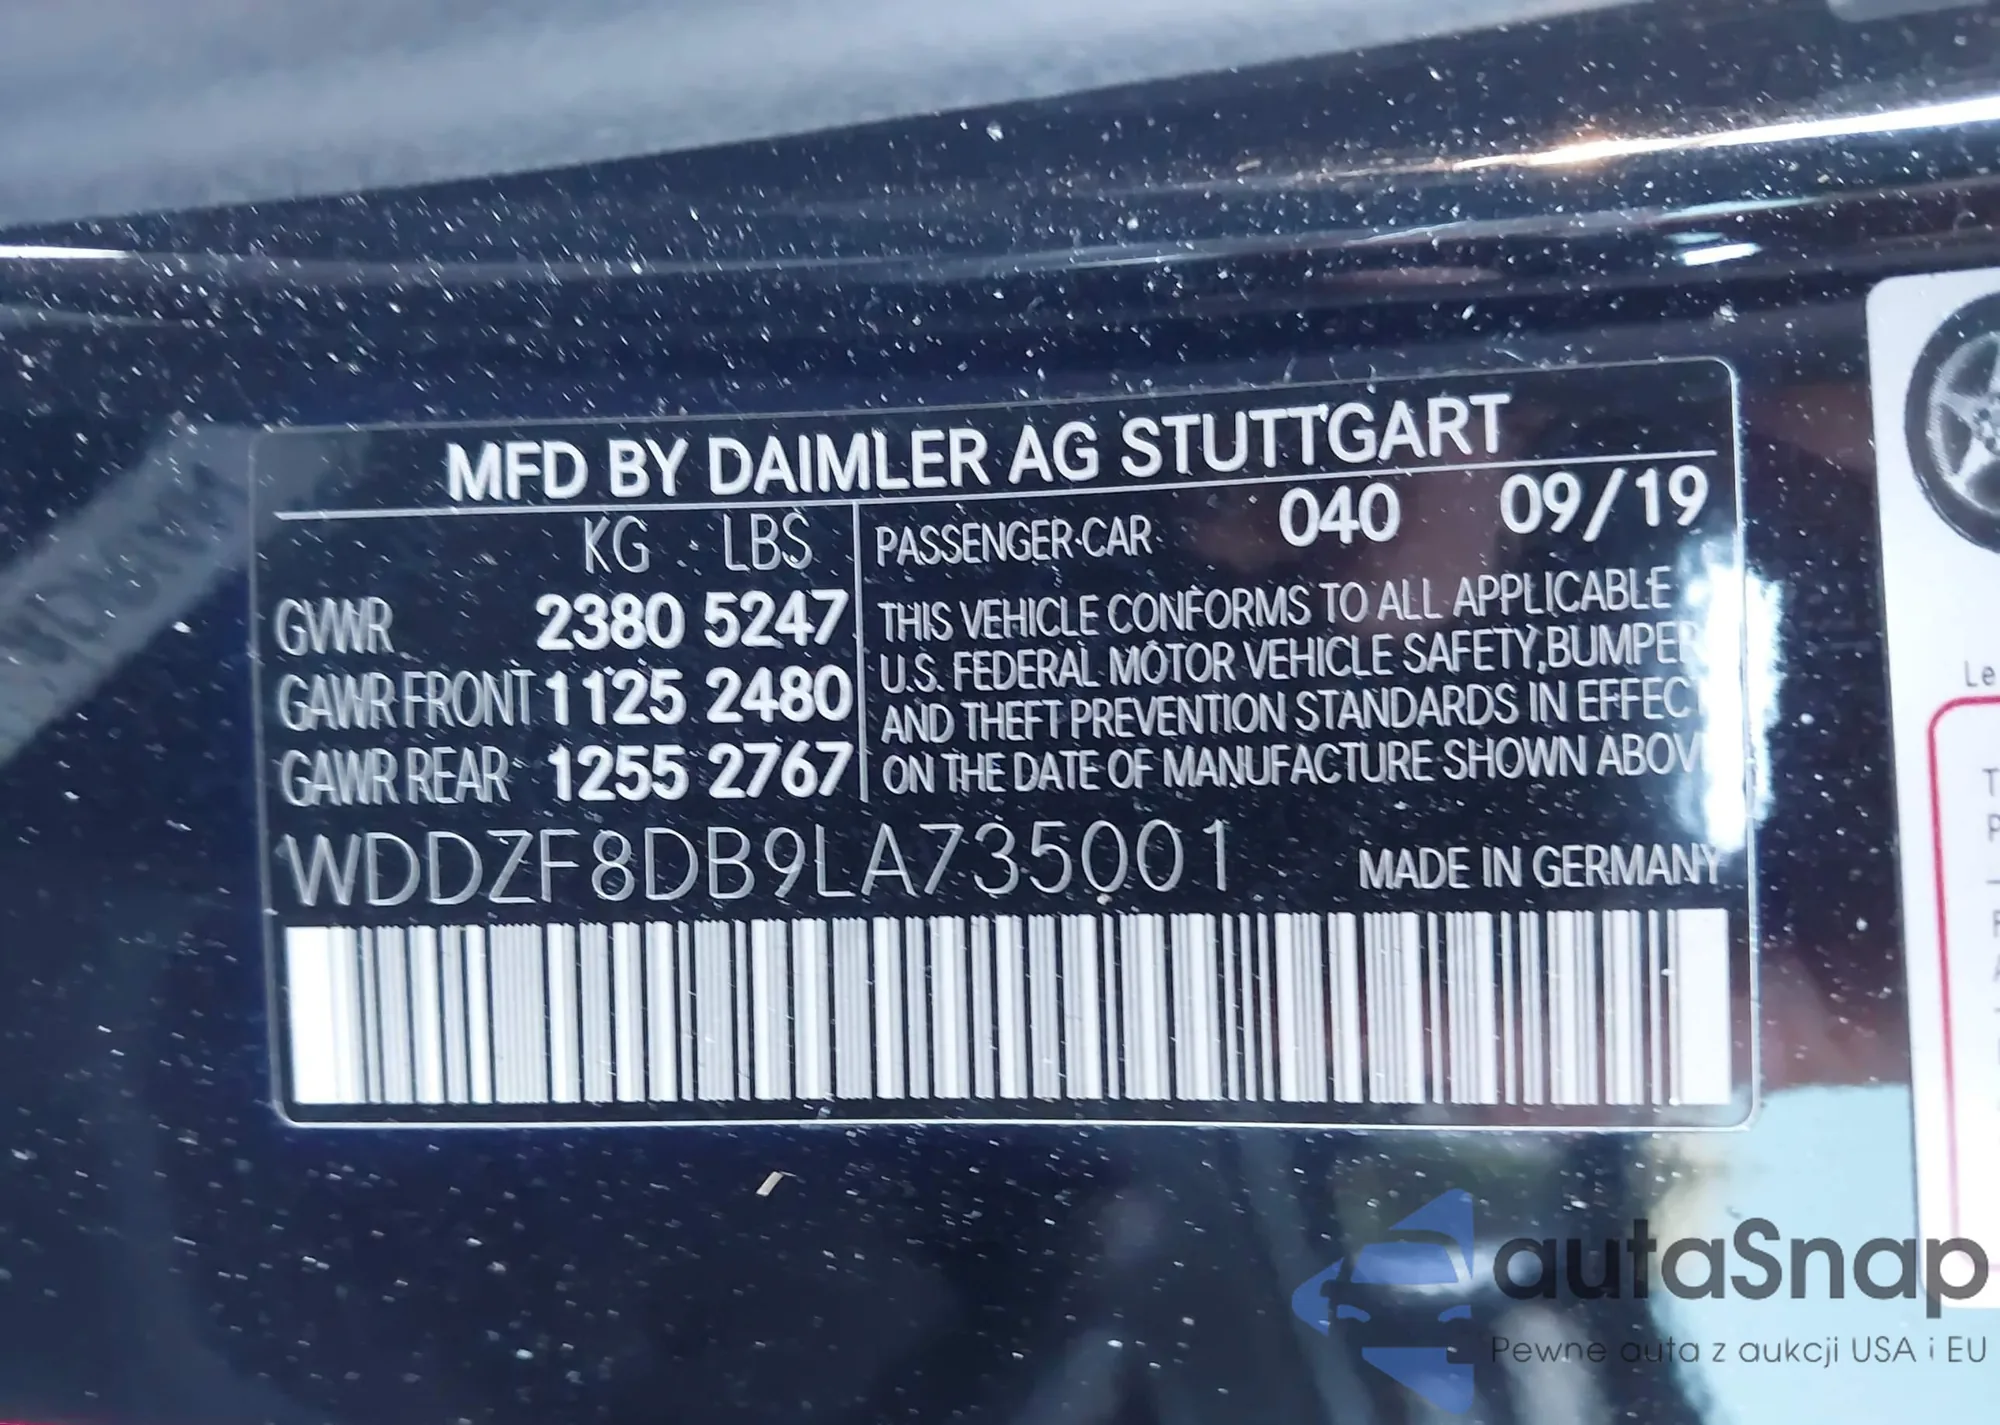 MFD BY DAIMLER AG STUTTGART
KG LBS
GVWR 2380 5247
GAWR FRONT 1125 2480
GAWR REAR 1255 2767
PASSENGER CAR 040 09/19
THIS VEHICLE CONFORMS TO ALL APPLICABLE
U.S. FEDERAL MOTOR VEHICLE SAFETY, BUMPER
AND THEFT PREVENTION STANDARDS IN EFFEC
ON THE DATE OF MANUFACTURE SHOWN ABOV
WDDZF8DB9LA735001 MADE IN GERMANY
Le
autaSnap
Pewne auta z aukcji USA i EU